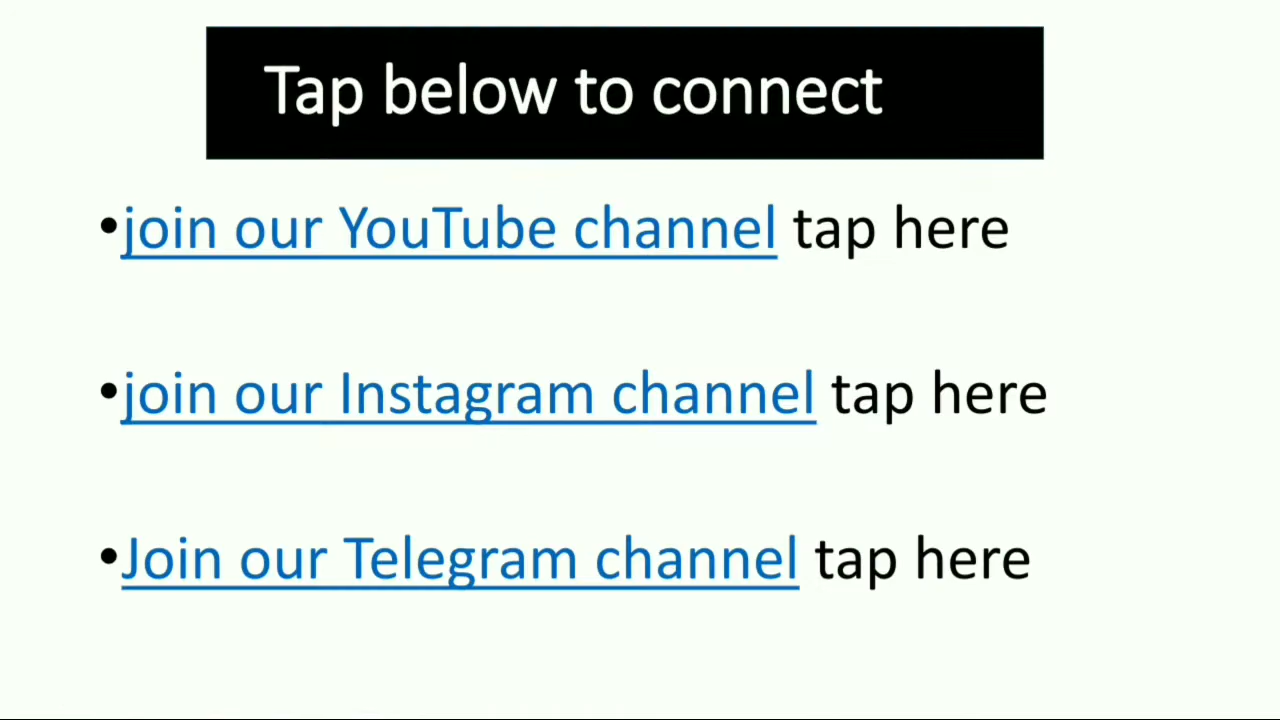 Tap below to connect
•join our YouTube channel tap here
•join our Instagram channel tap here
•Join our Telegram channel tap here